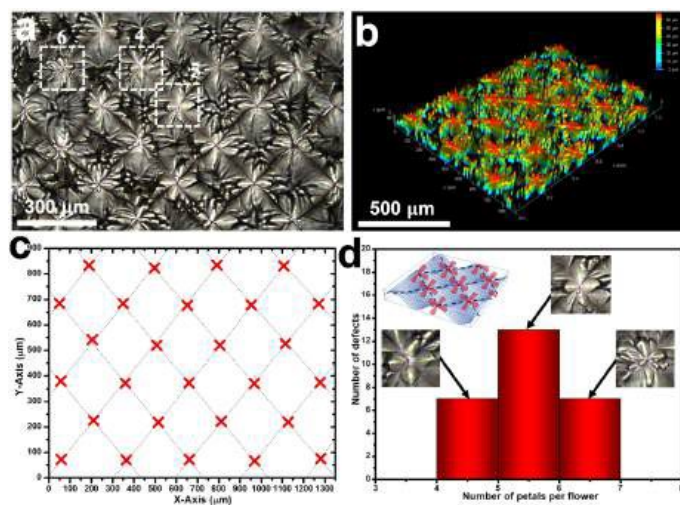 a
6
4
300 μm
b
500 μm
c
900
800
700
600
500
400
300
200
100
0
Y-Axis (μm)
0 100 200 300 400 500 600 700 800 900 1000 1100 1200 1300
X-Axis (μm)
d
20
18
16
14
12
10
8
6
4
2
0
Number of defects
3 4 5 6 7 8
Number of petals per flower